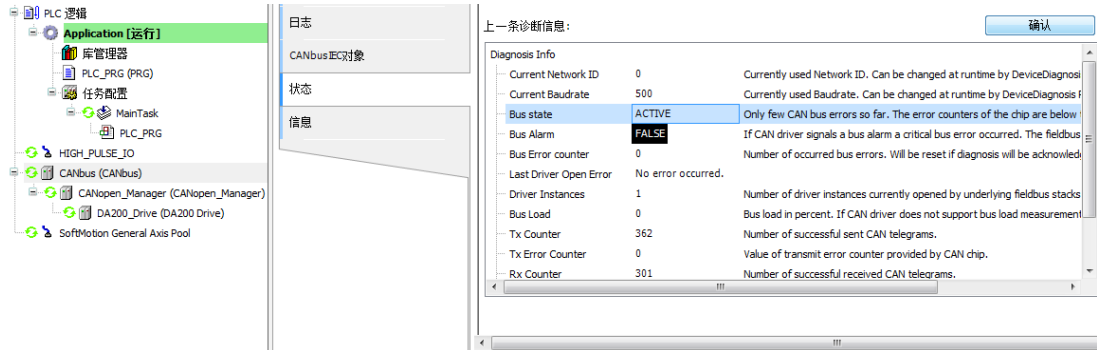 PLC 逻辑
Application [运行]
库管理器
PLC_PRG (PRG)
任务配置
MainTask
PLC_PRG
HIGH_PULSE_IO
CANbus (CANbus)
CANopen_Manager (CANopen_Manager)
DA200_Drive (DA200 Drive)
SoftMotion General Axis Pool
日志
CANbusIEC对象
状态
信息
上一条诊断信息: 确认
Diagnosis Info
Current Network ID 0 Currently used Network ID. Can be changed at runtime by DeviceDiagnosi
Current Baudrate 500 Currently used Baudrate. Can be changed at runtime by DeviceDiagnosis
Bus state ACTIVE Only few CAN bus errors so far. The error counters of the chip are below
Bus Alarm FALSE If CAN driver signals a bus alarm a critical bus error occurred. The fieldbus
Bus Error counter 0 Number of occurred bus errors. Will be reset if diagnosis will be acknowled
Last Driver Open Error No error occurred.
Driver Instances 1 Number of driver instances currently opened by underlying fieldbus stacks
Bus Load 0 Bus load in percent. If CAN driver does not support bus load measurement
Tx Counter 362 Number of successful sent CAN telegrams.
Tx Error Counter 0 Value of transmit error counter provided by CAN chip.
Rx Counter 301 Number of successful received CAN telegrams.